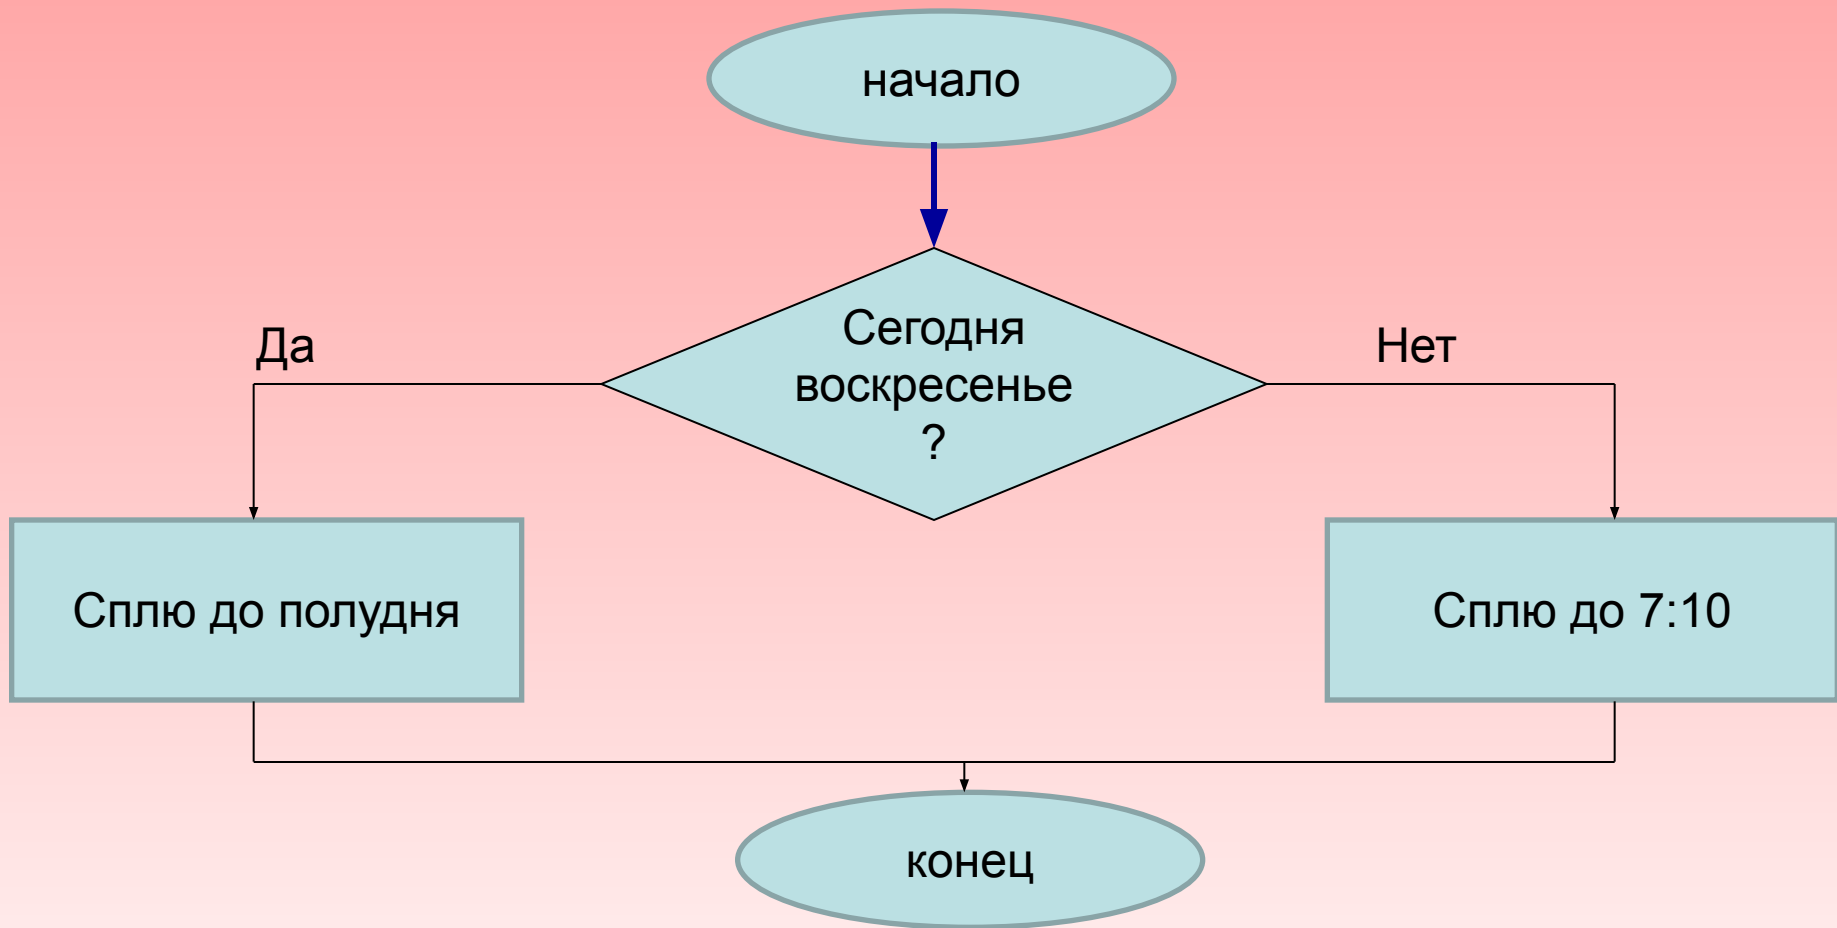 начало
Да
Сегодня
воскресенье
?
Нет
Сплю до полудня
Сплю до 7:10
конец